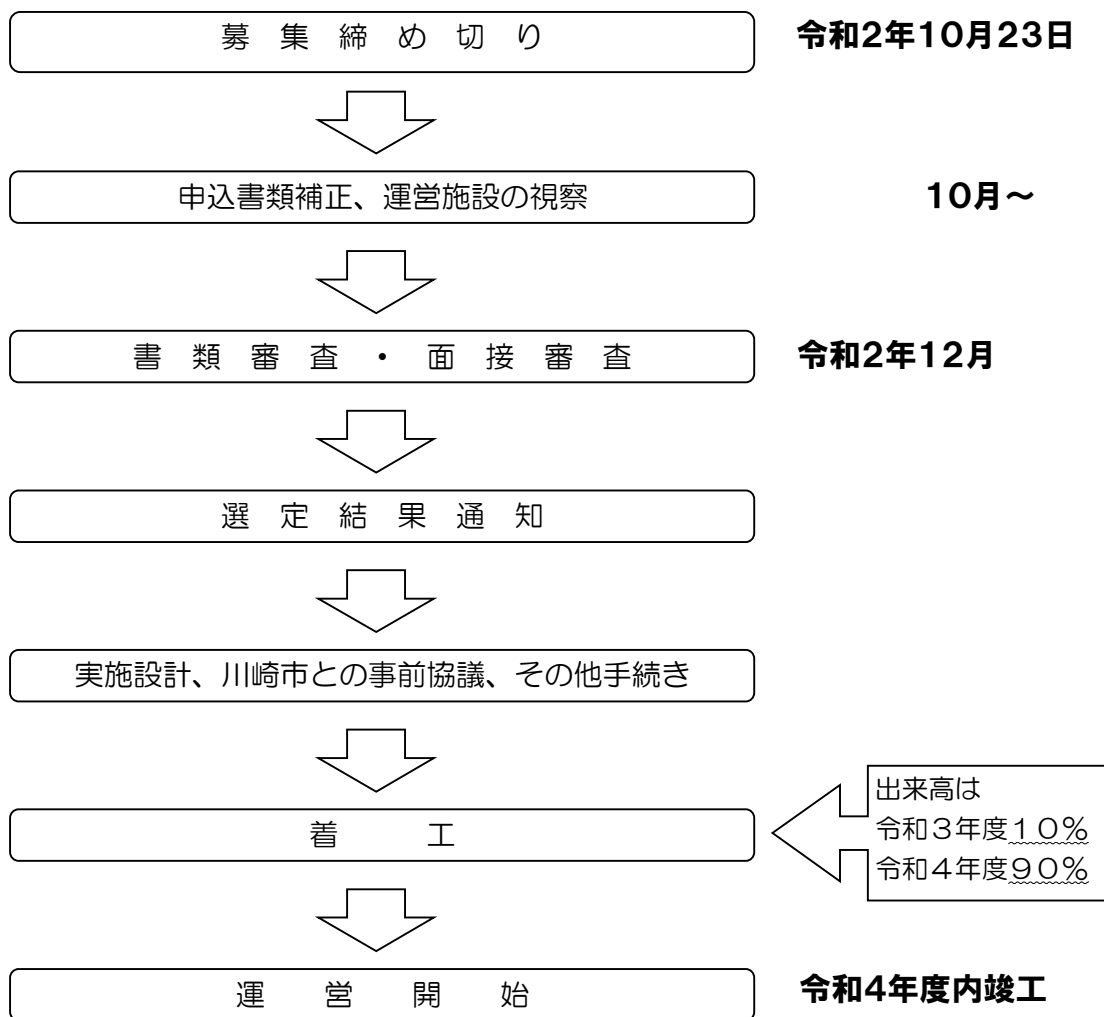 募集締め切り 令和2年10月23日
申込書類補正、運営施設の視察 10月～
書類審査・面接審査 令和2年12月
選定結果通知
実施設計、川崎市との事前協議、その他手続き
出来高は
着工 令和３年度１０％
令和４年度９０％
運営開始 令和4年度内竣工